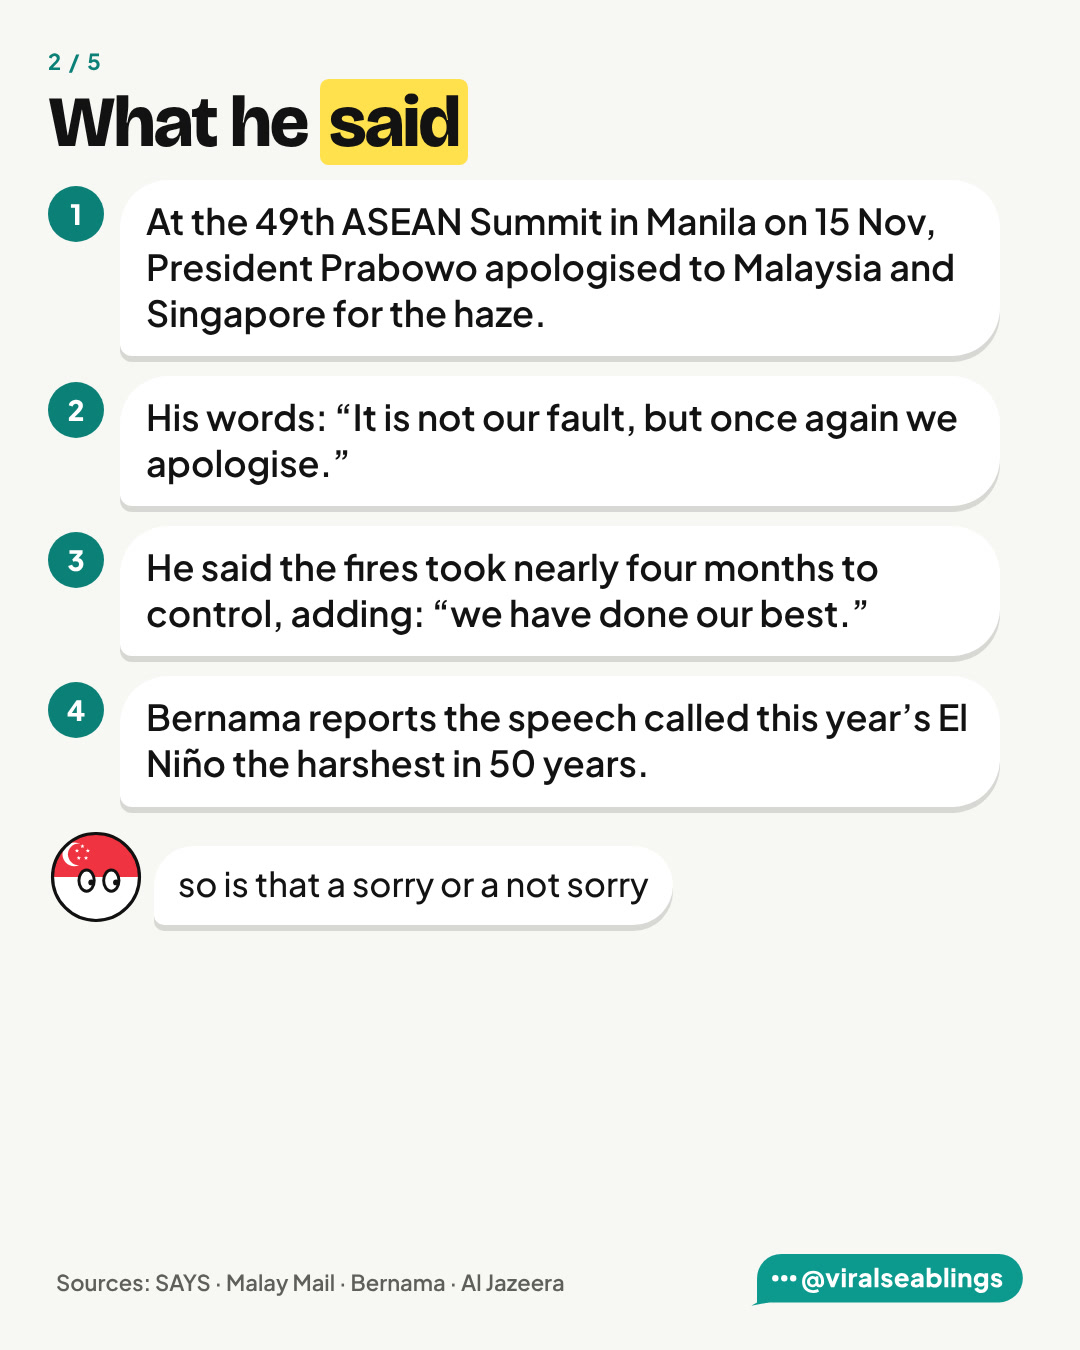 2 / 5
What he said
1
At the 49th ASEAN Summit in Manila on 15 Nov,
President Prabowo apologised to Malaysia and
Singapore for the haze.
2
His words: “It is not our fault, but once again we
apologise.”
3
He said the fires took nearly four months to
control, adding: “we have done our best.”
4
Bernama reports the speech called this year’s El
Niño the harshest in 50 years.
so is that a sorry or a not sorry
Sources: SAYS · Malay Mail · Bernama · Al Jazeera
@viralseablings